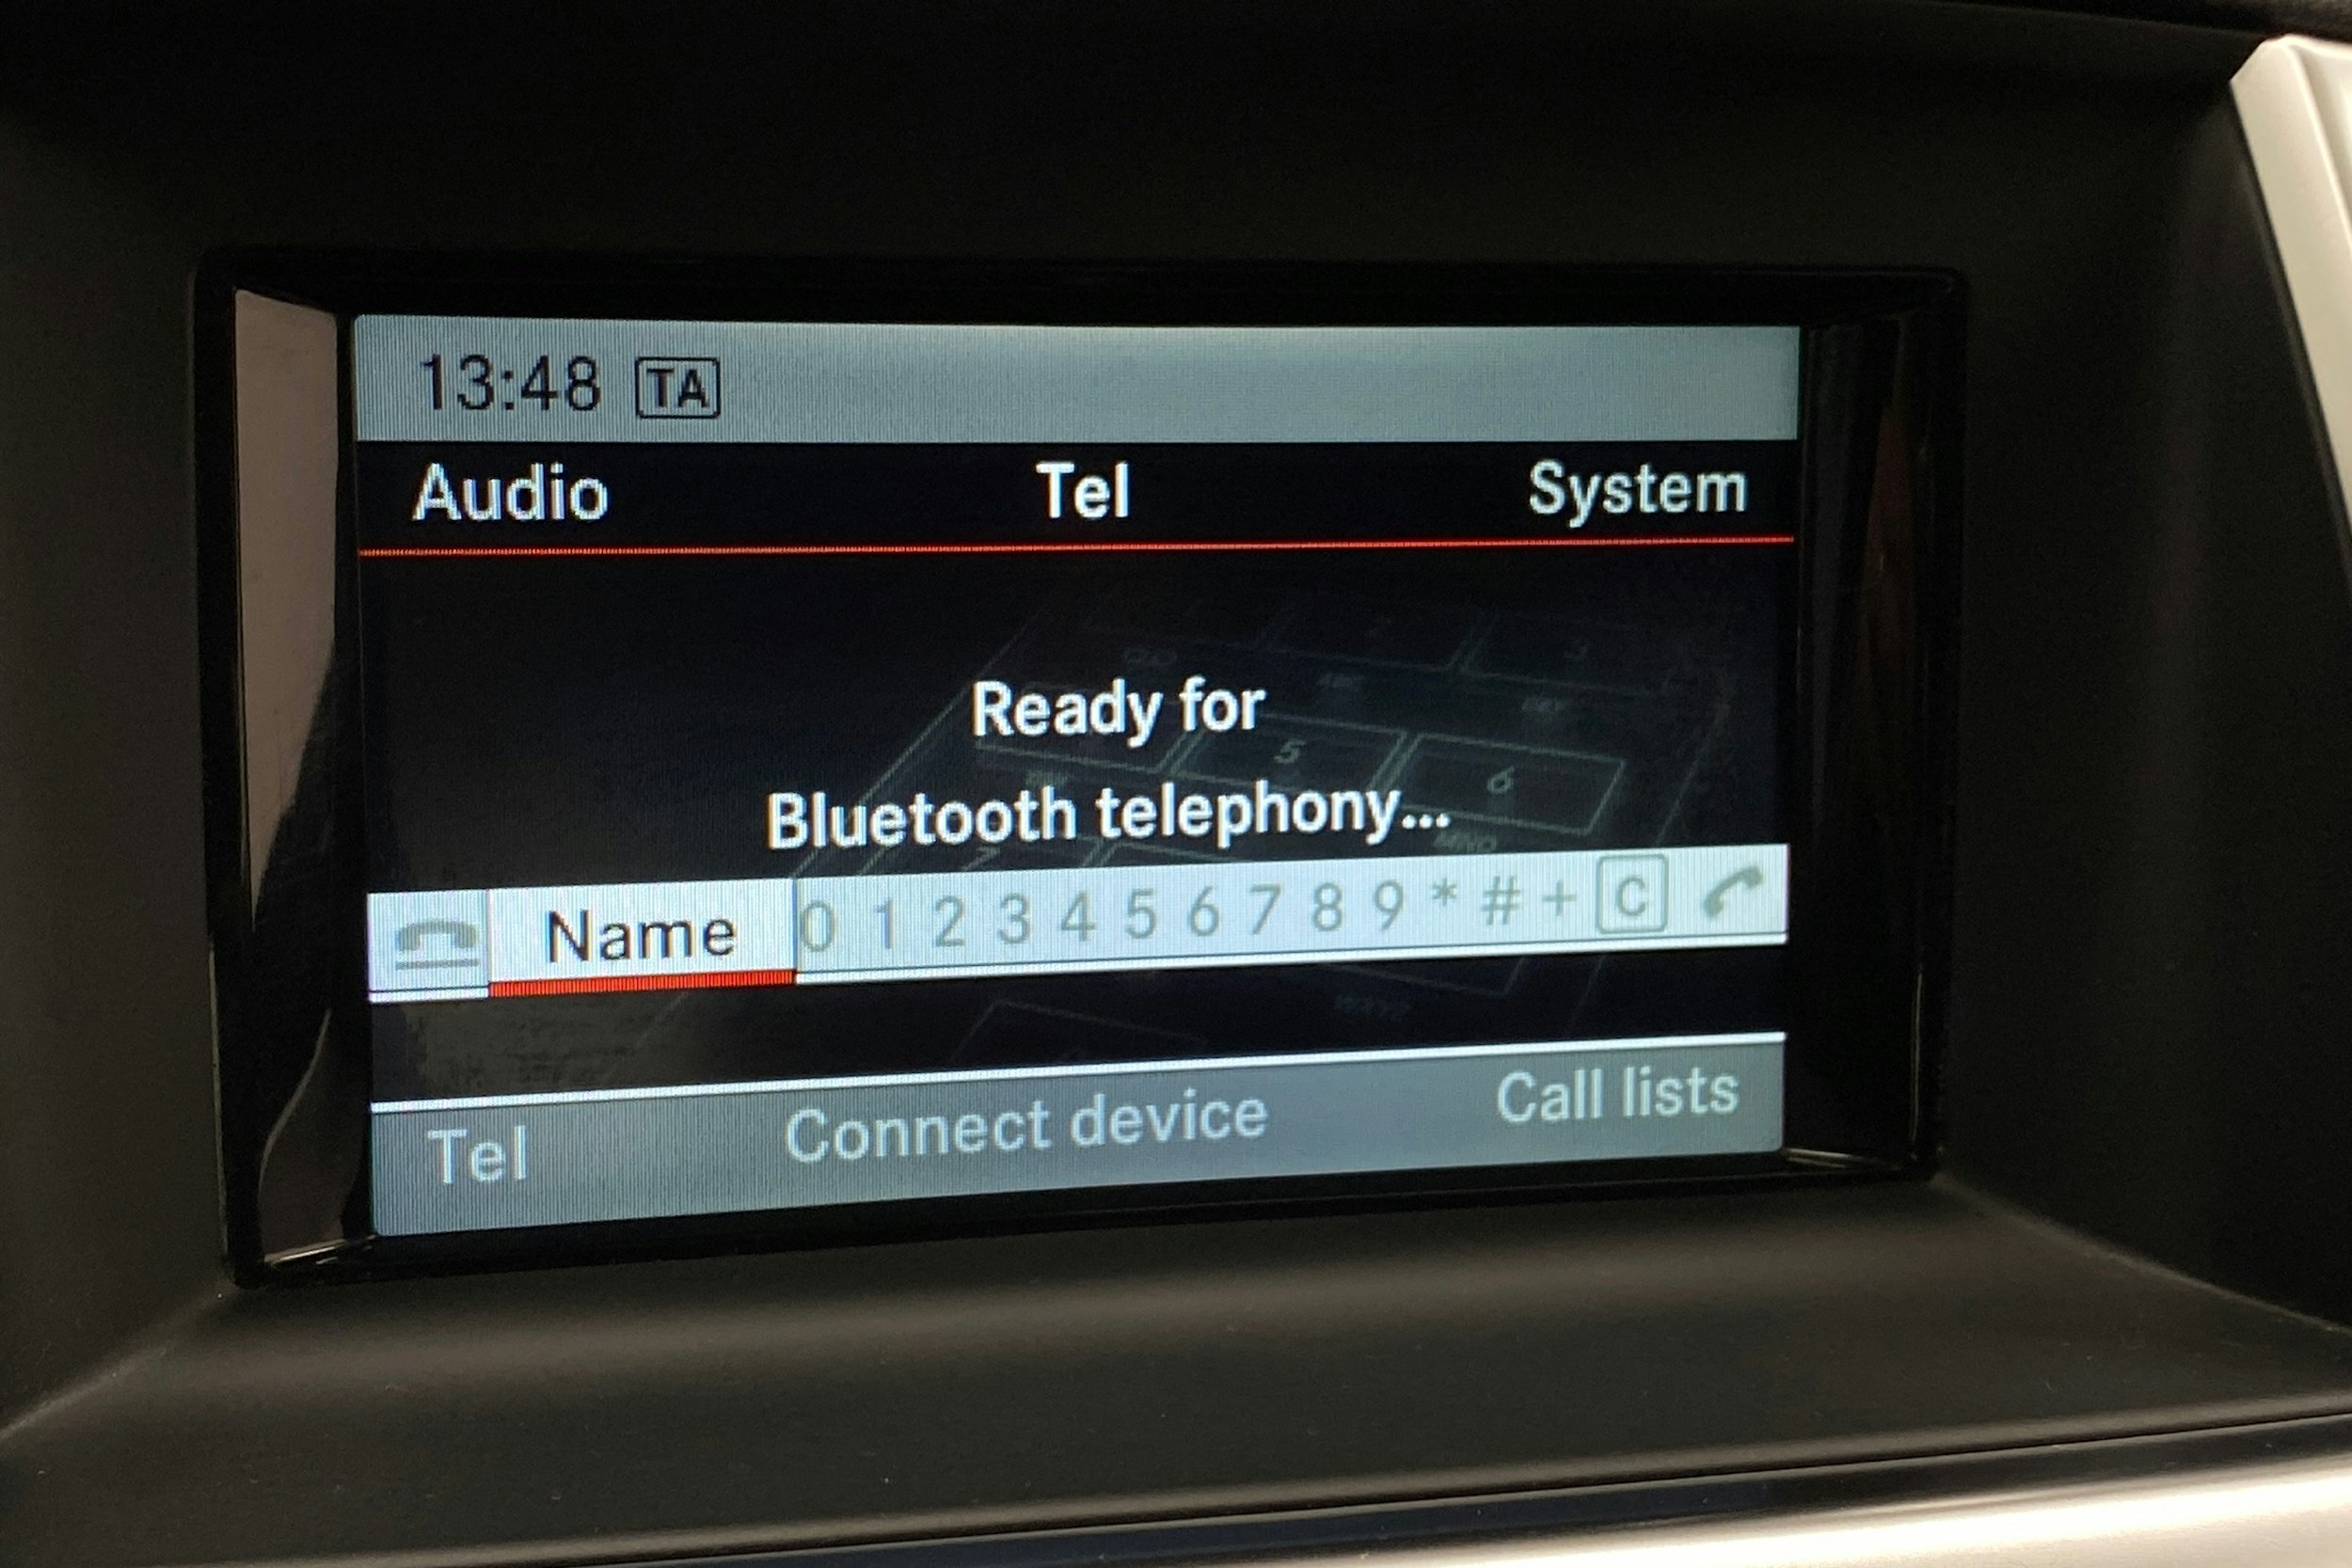 13:48 TA
Audio Tel System
Ready for
Bluetooth telephony...
Name 0 1 2 3 4 5 6 7 8 9 * # + C
Tel Connect device Call lists